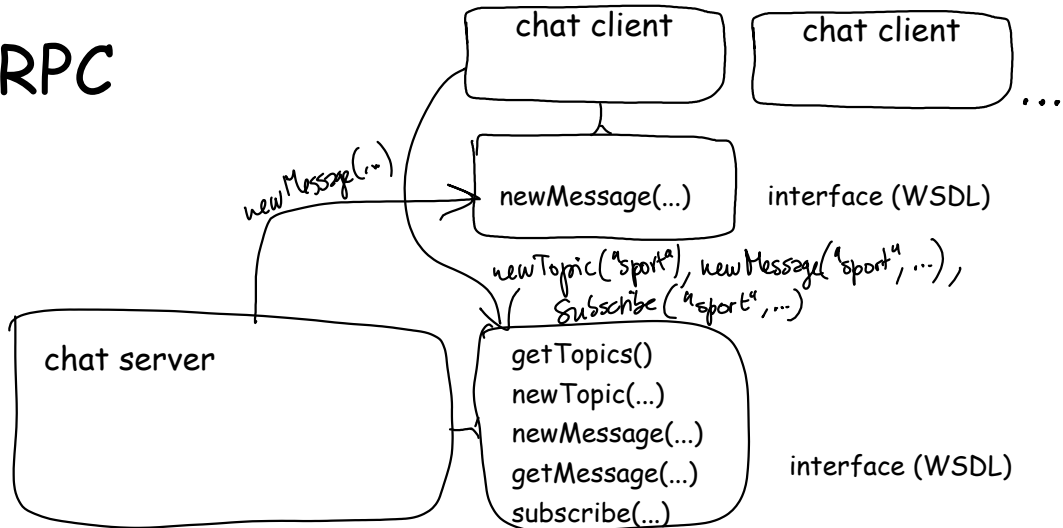 RPC
chat client
chat client
...
newMessage(...)
newMessage(...)
interface (WSDL)
newTopic("sport"), newMessage("sport", ...),
subscribe("sport", ...)
chat server
getTopics()
newTopic(...)
newMessage(...)
getMessage(...)
subscribe(...)
interface (WSDL)